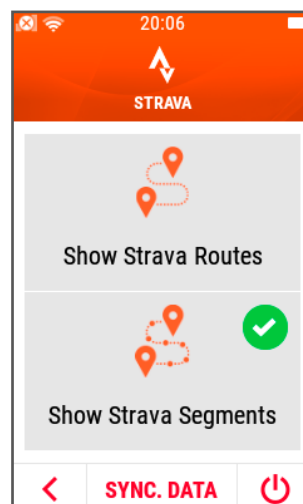 20:06
STRAVA
Show Strava Routes
Show Strava Segments
SYNC. DATA